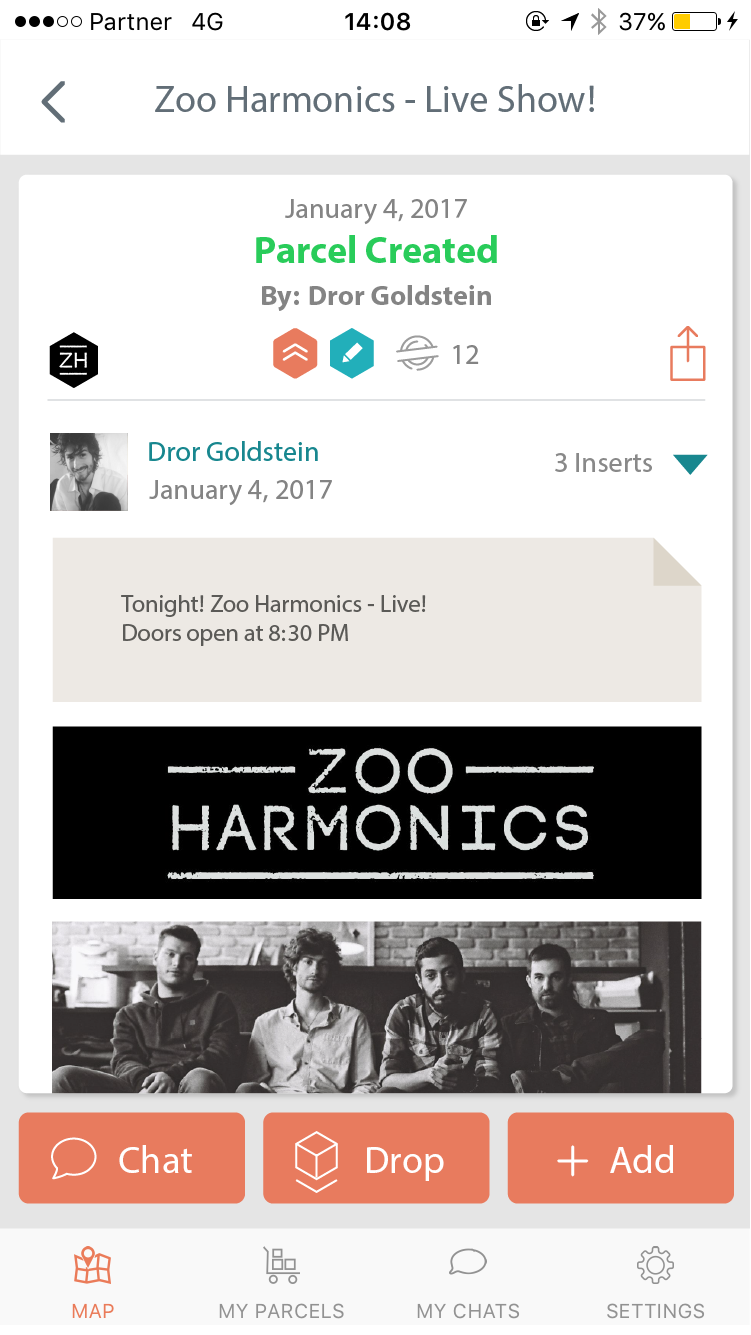 Partner 4G 14:08 37%
Zoo Harmonics - Live Show!
January 4, 2017
Parcel Created
By: Dror Goldstein
ZH
12
Dror Goldstein
3 Inserts
January 4, 2017
Tonight! Zoo Harmonics - Live!
Doors open at 8:30 PM
ZOO
HARMONICS
Chat Drop + Add
MAP MY PARCELS MY CHATS SETTINGS